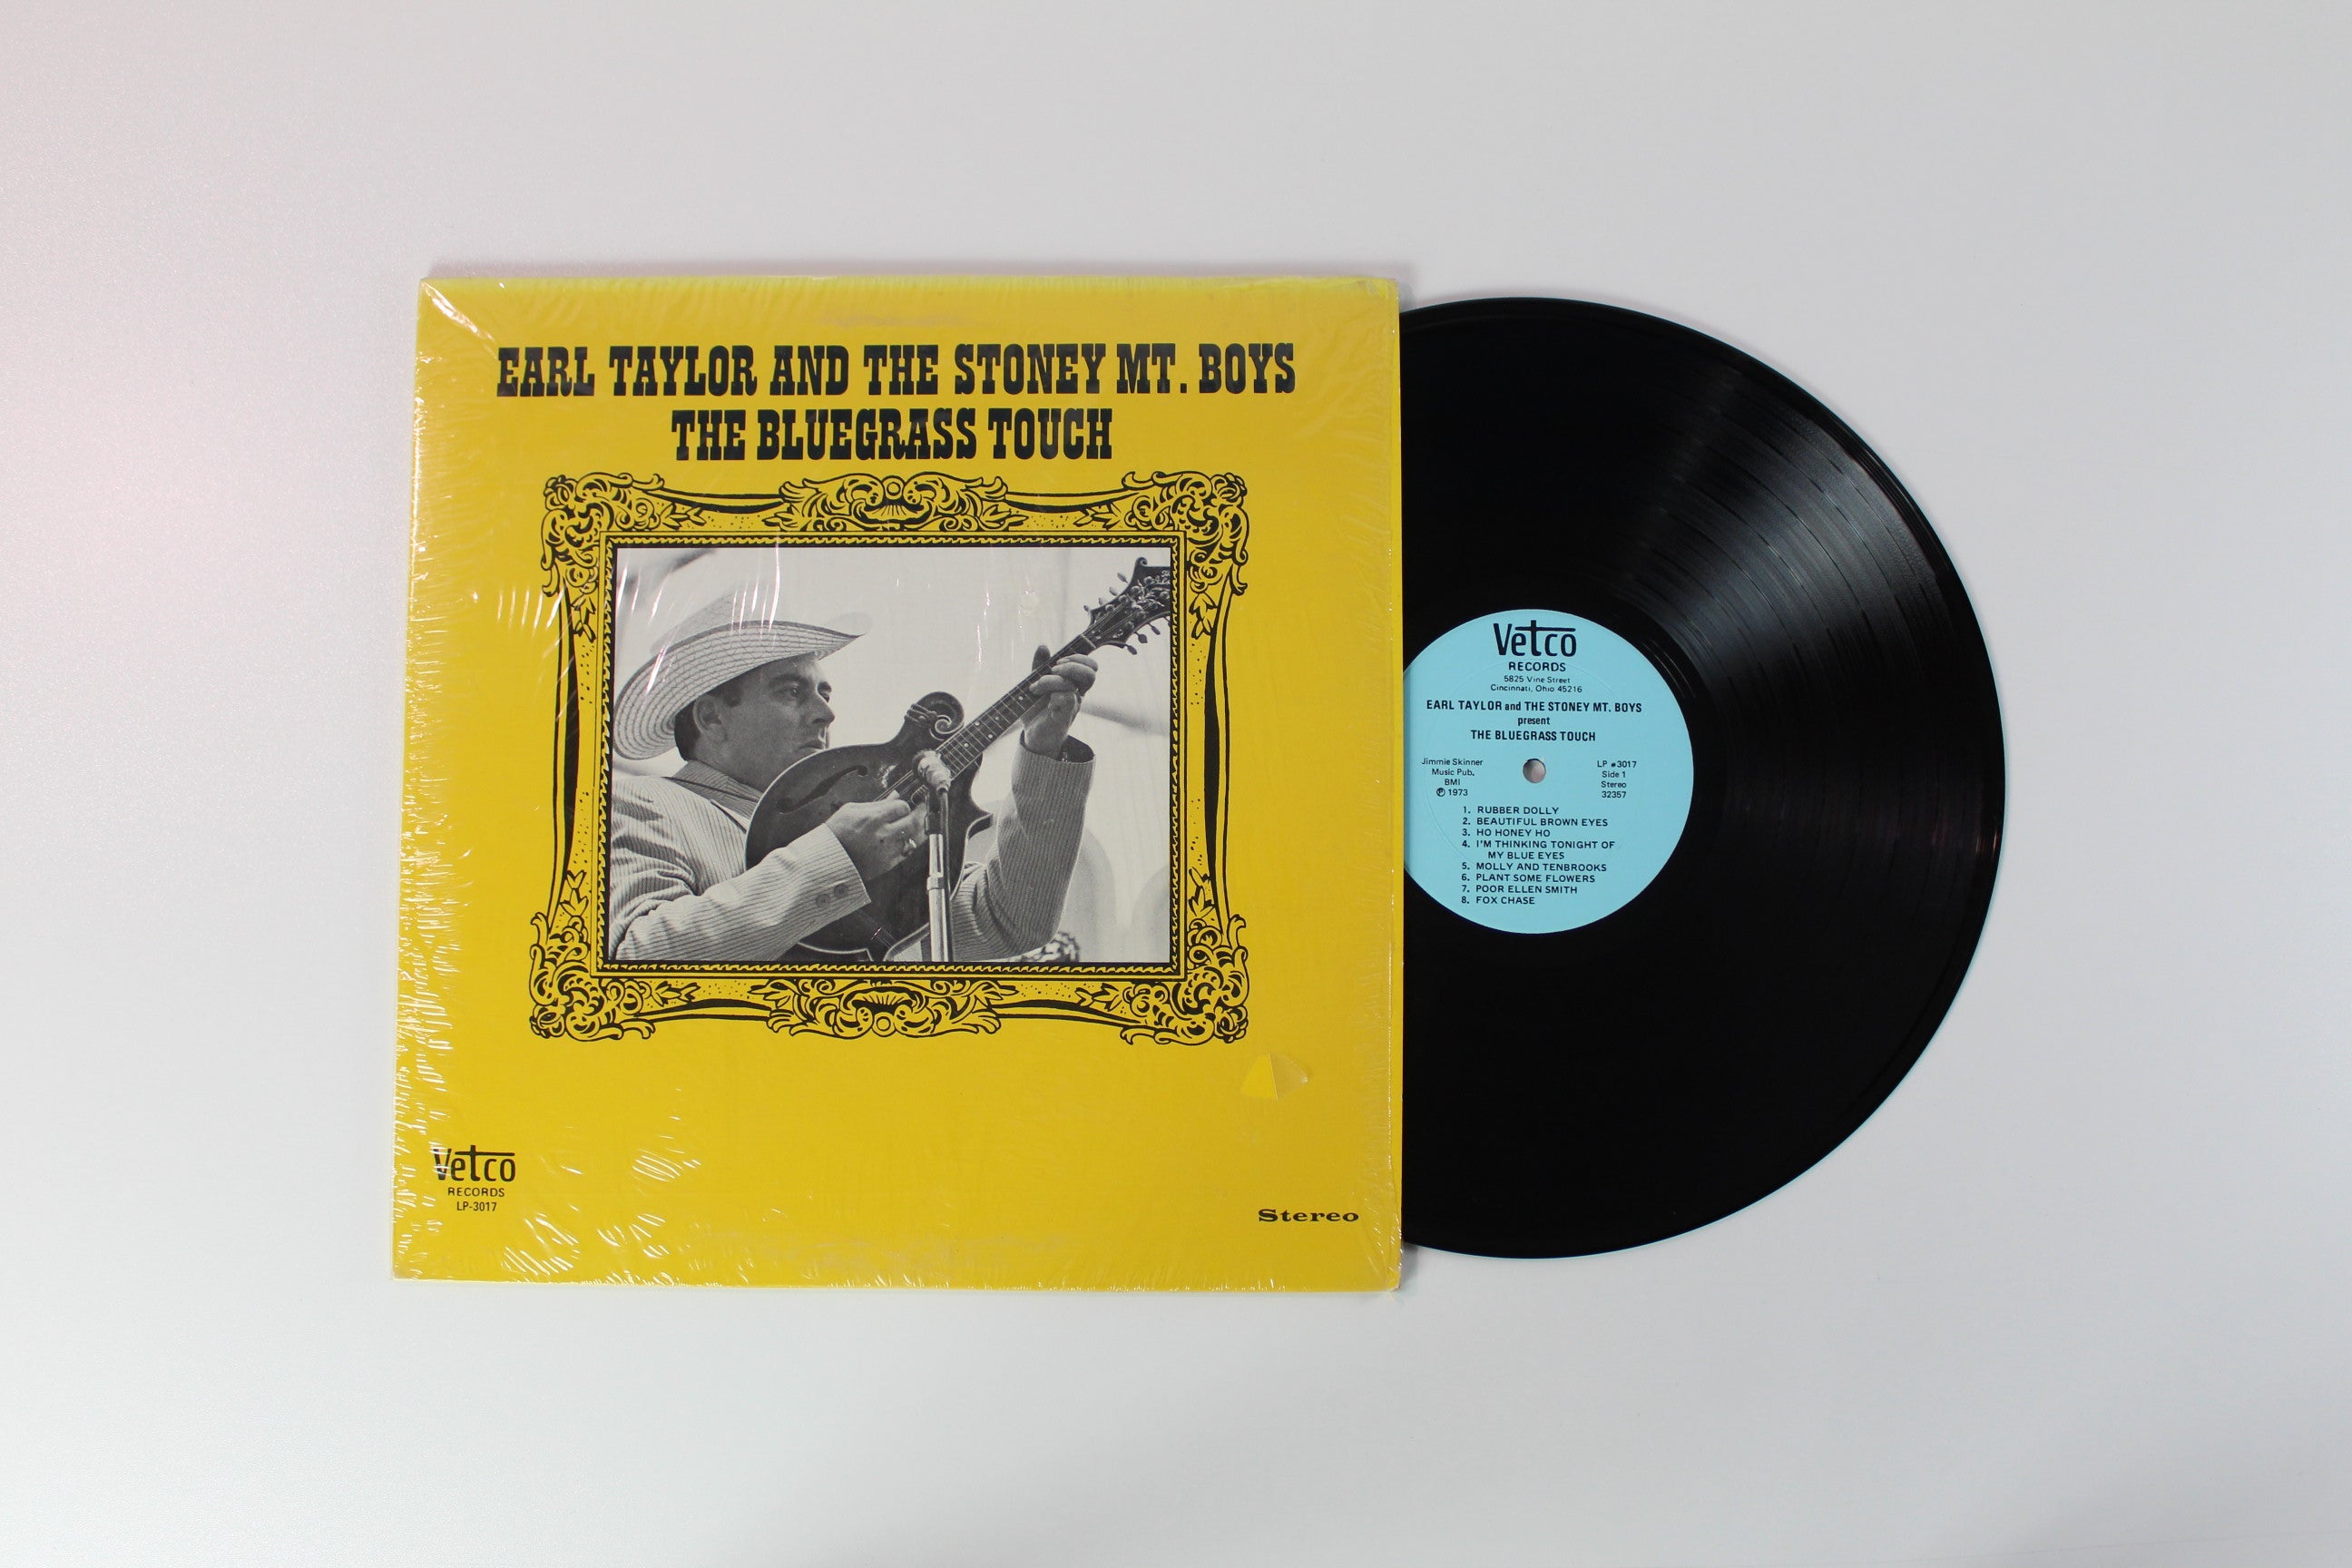 EARL TAYLOR AND THE STONEY MT. BOYS
THE BLUEGRASS TOUCH
Vetco
RECORDS
LP-3017
Stereo
Vetco
RECORDS
5825 Vine Street
Cincinnati, Ohio 45216
EARL TAYLOR and THE STONEY MT. BOYS
present
THE BLUEGRASS TOUCH
Jimmie Skinner
Music Pub.
BMI
℗ 1973
LP #3017
Side 1
Stereo
32357
1. RUBBER DOLLY
2. BEAUTIFUL BROWN EYES
3. HO HONEY HO
4. I'M THINKING TONIGHT OF
MY BLUE EYES
5. MOLLY AND TENBROOKS
6. PLANT SOME FLOWERS
7. POOR ELLEN SMITH
8. FOX CHASE